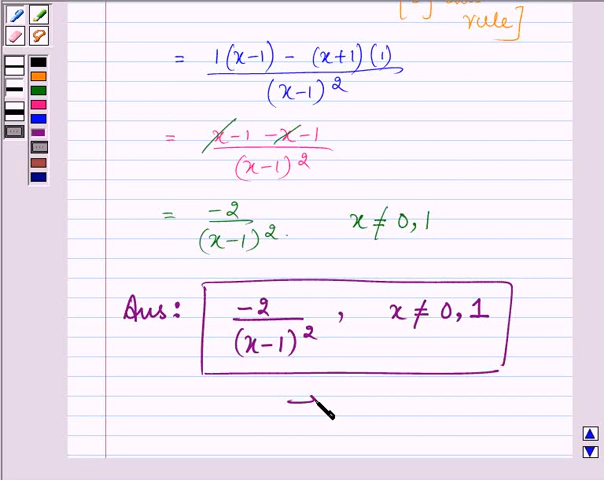 rule]
= 1(x-1) - (x+1)(1) / (x-1)²
= x-1-x-1 / (x-1)²
= -2 / (x-1)². x ≠ 0, 1
Ans: -2 / (x-1)², x ≠ 0, 1